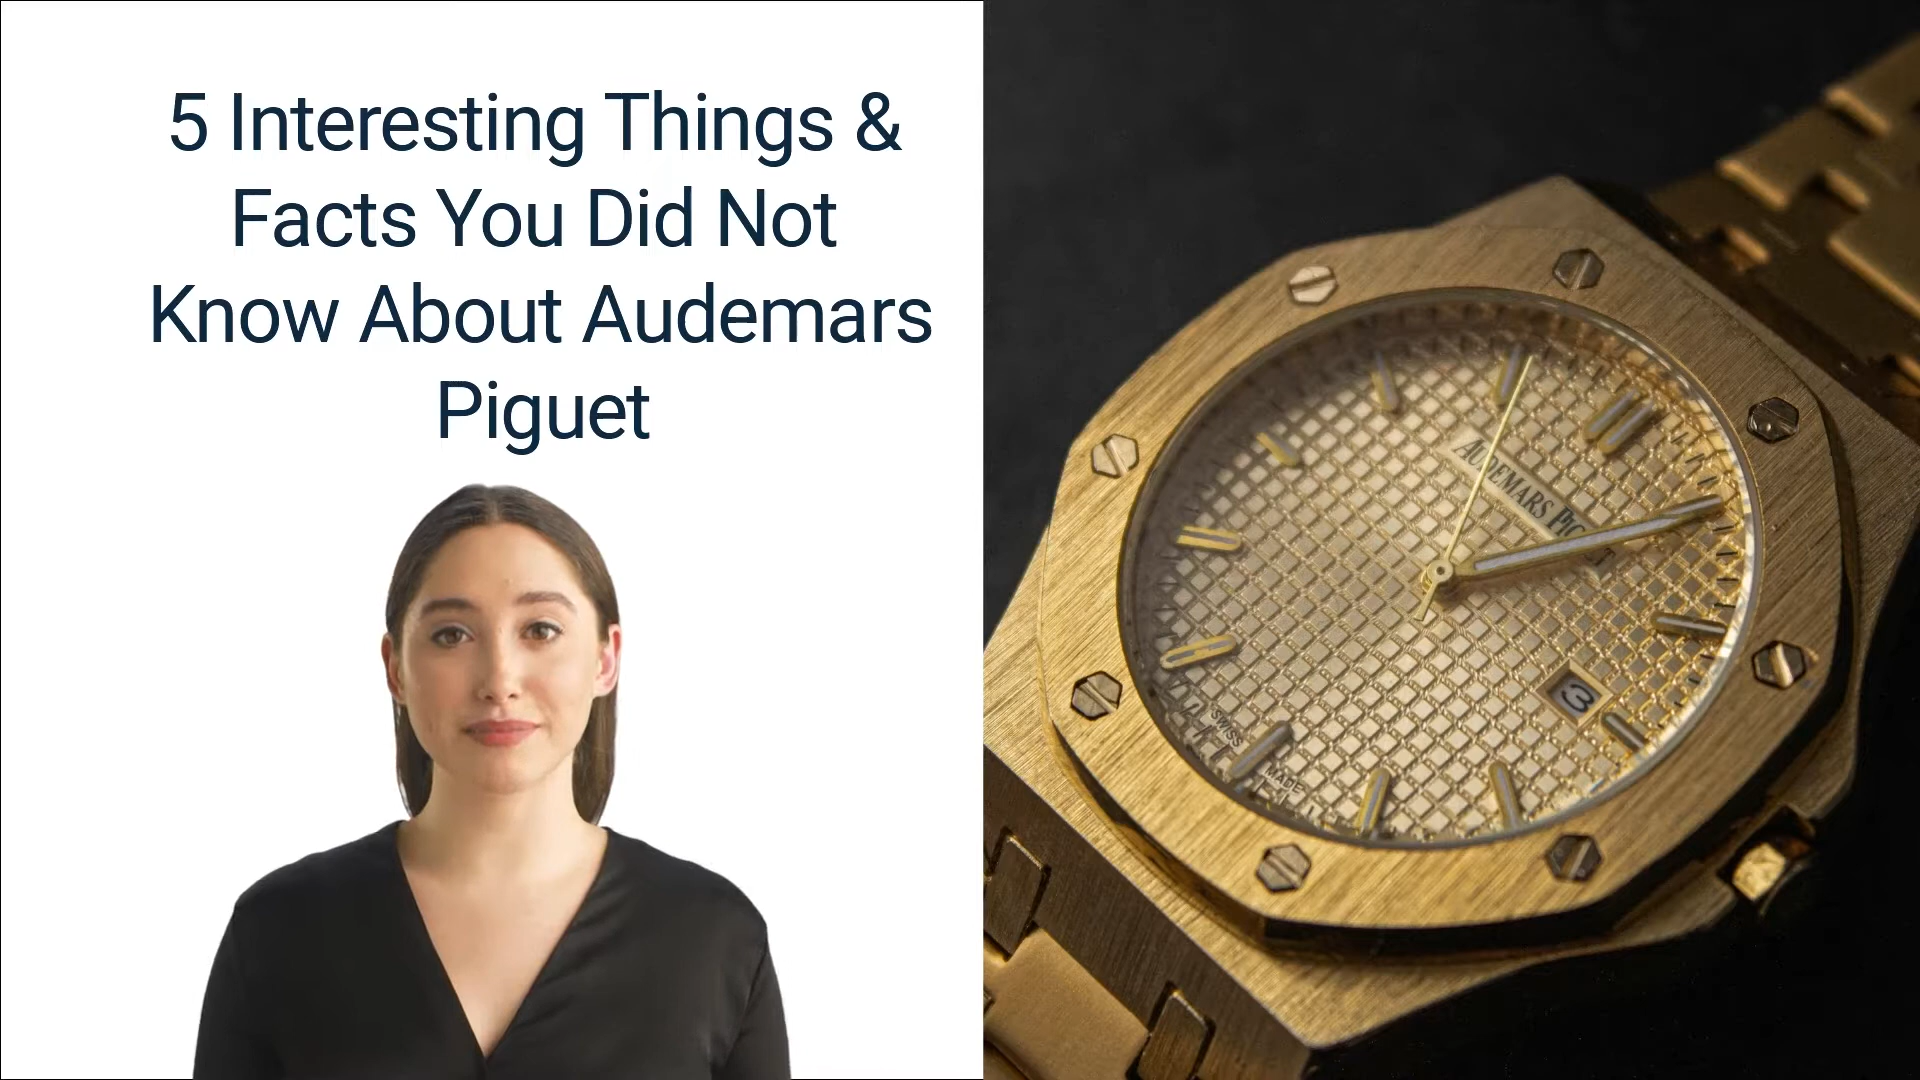 5 Interesting Things &
Facts You Did Not
Know About Audemars
Piguet
AUDEMARS PIGUET
3
SWISS
MADE